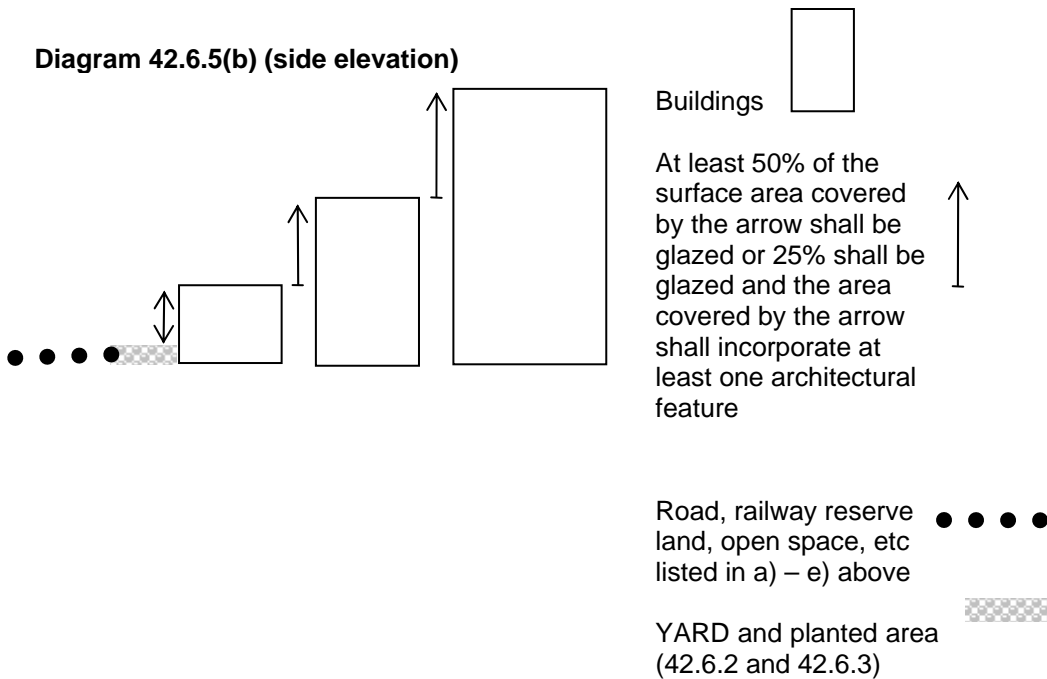 Diagram 42.6.5(b) (side elevation)
Buildings
At least 50% of the
surface area covered
by the arrow shall be
glazed or 25% shall be
glazed and the area
covered by the arrow
shall incorporate at
least one architectural
feature
Road, railway reserve
land, open space, etc
listed in a) – e) above
YARD and planted area
(42.6.2 and 42.6.3)